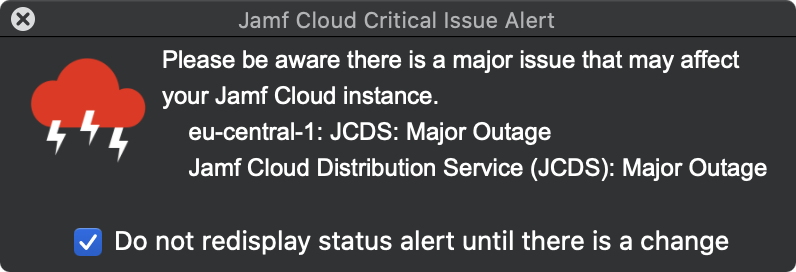 Jamf Cloud Critical Issue Alert
Please be aware there is a major issue that may affect
your Jamf Cloud instance.
eu-central-1: JCDS: Major Outage
Jamf Cloud Distribution Service (JCDS): Major Outage
Do not redisplay status alert until there is a change